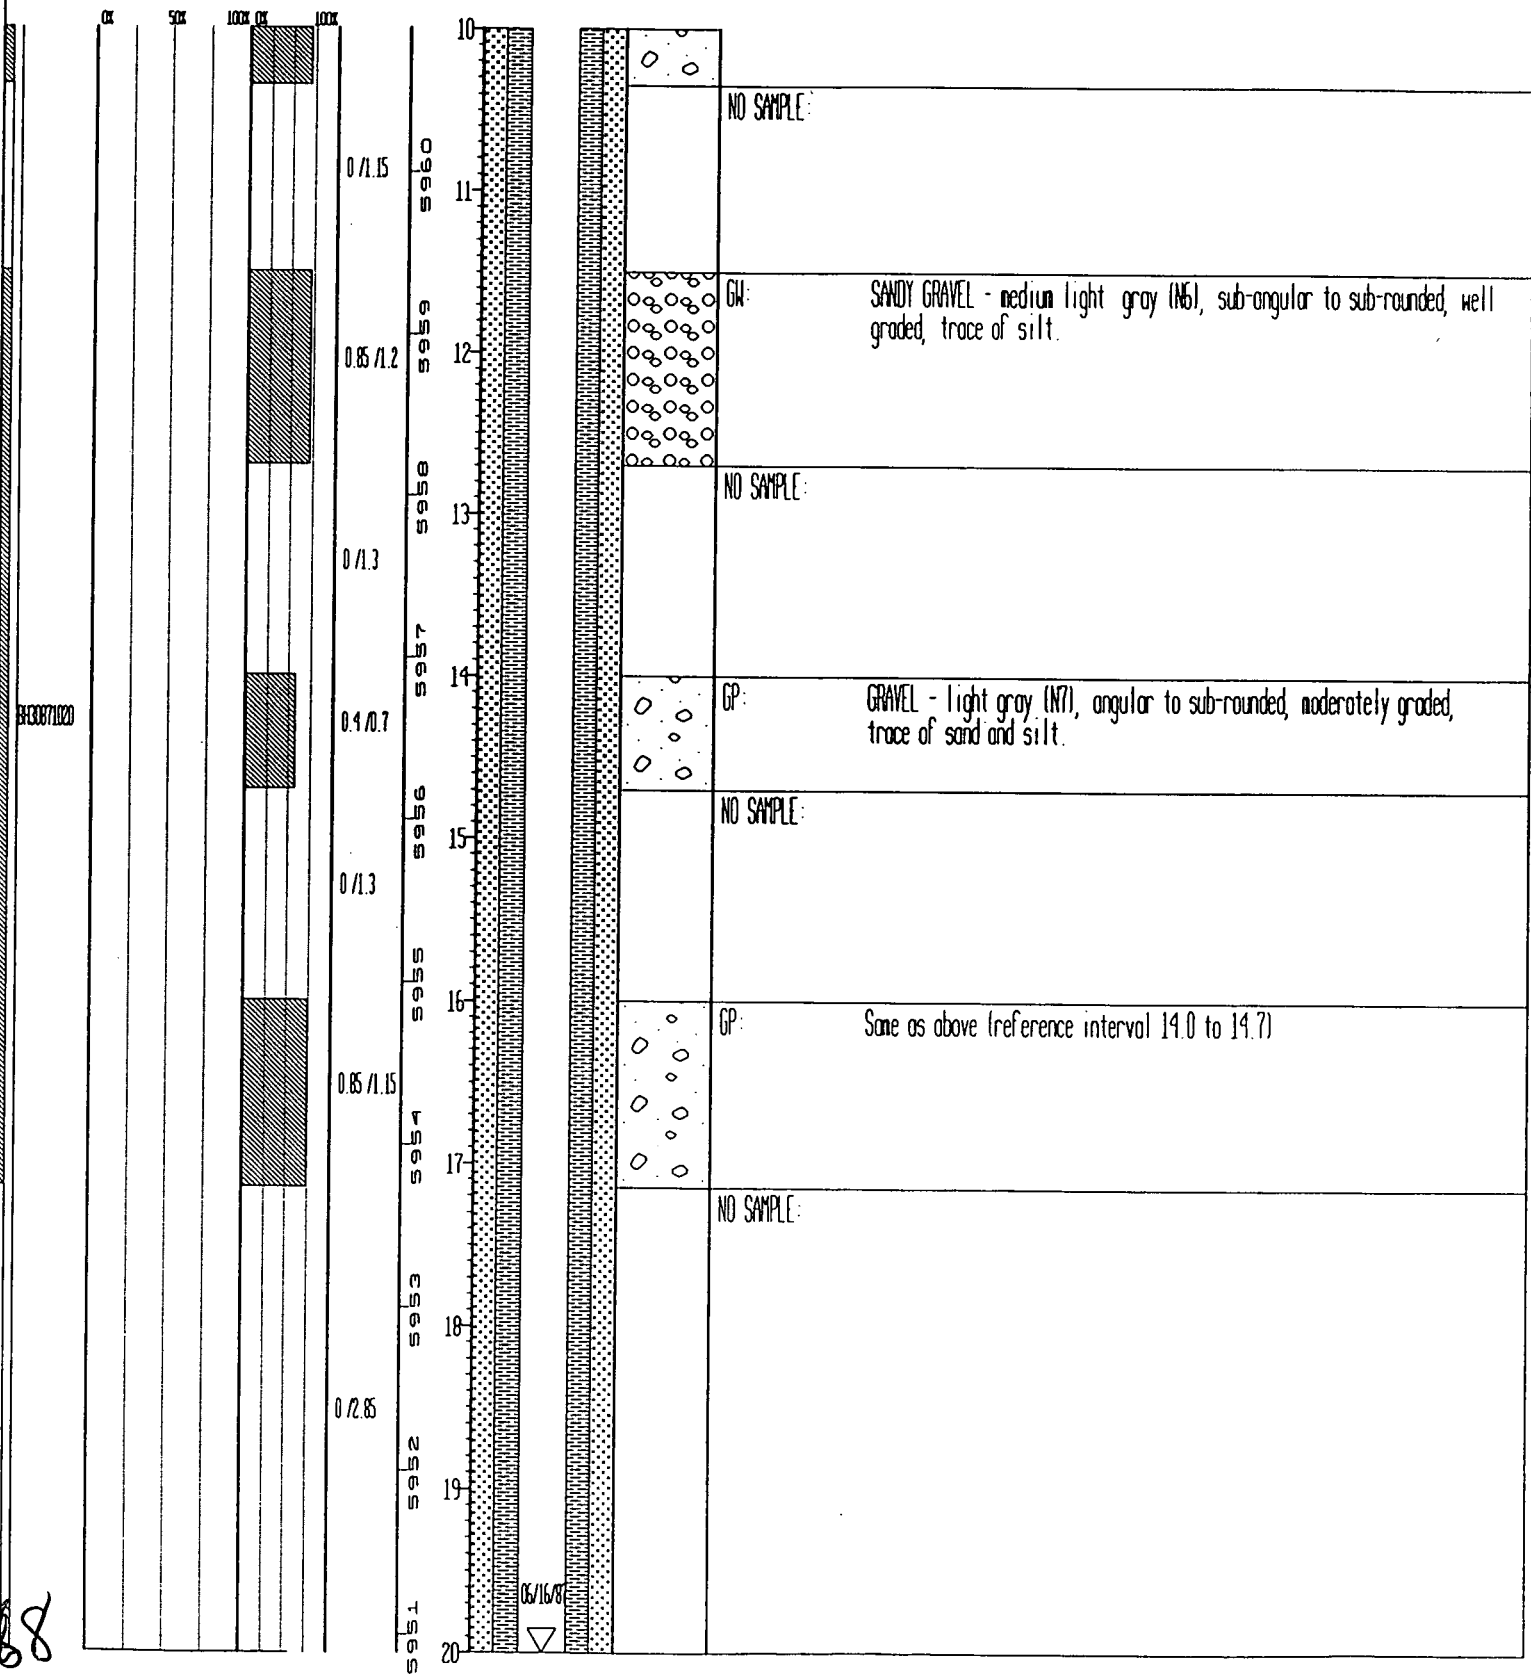 0% 50% 100% 0% 100%
10
NO SAMPLE:
0 /1.15
5960
11
GW: SANDY GRAVEL - medium light gray (N6), sub-angular to sub-rounded, well
graded, trace of silt.
5959
0.85 /1.2
12
5958
NO SAMPLE:
13
0 /1.3
5957
14
GP: GRAVEL - light gray (N7), angular to sub-rounded, moderately graded,
trace of sand and silt.
BH30871020
0.4 /0.7
5956
NO SAMPLE:
15
0 /1.3
5955
16
GP: Same as above (reference interval 14.0 to 14.7)
0.85 /1.15
5954
17
NO SAMPLE:
5953
18
0 /2.85
5952
19
06/16/87
5951
20